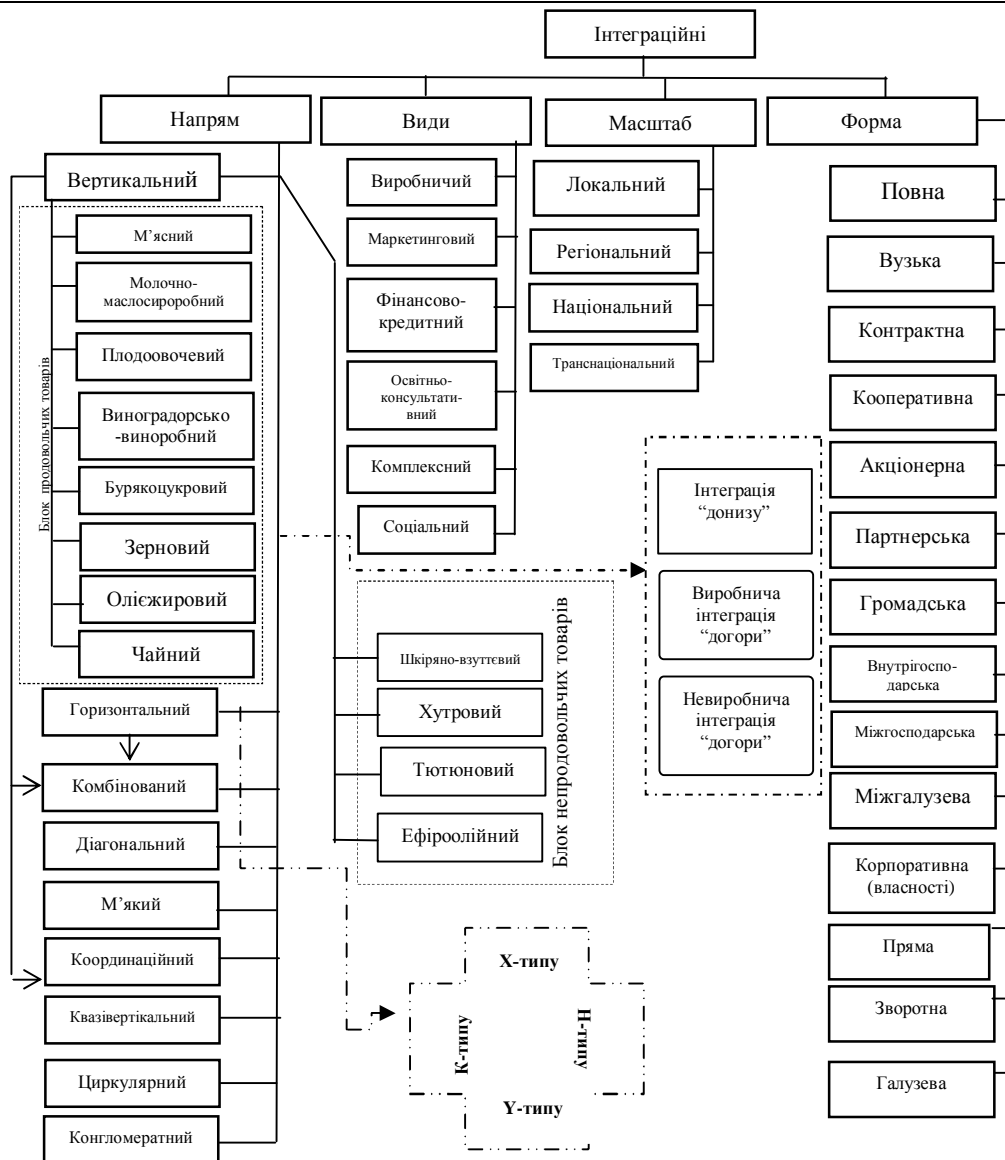 Інтеграційні
Напрям
Види
Масштаб
Форма
Вертикальний
Блок продовольчих товарів
М’ясний
Молочно-
маслосироробний
Плодоовочевий
Виноградорсько
-виноробний
Бурякоцукровий
Зерновий
Олієжировий
Чайний
Горизонтальний
Комбінований
Діагональний
М’який
Координаційний
Квазівертікальний
Циркулярний
Конгломератний
Виробничий
Маркетинговий
Фінансово-
кредитний
Освітньо-
консультати-
вний
Комплексний
Соціальний
Шкіряно-взуттєвий
Хутровий
Тютюновий
Ефіроолійний
Блок непродовольчих товарів
Х-типу
К-типу
Н-типу
Y-типу
Локальний
Регіональний
Національний
Транснаціональний
Інтеграція
“донизу”
Виробнича
інтеграція
“догори”
Невиробнича
інтеграція
“догори”
Повна
Вузька
Контрактна
Кооперативна
Акціонерна
Партнерська
Громадська
Внутрігоспо-
дарська
Міжгосподарська
Міжгалузева
Корпоративна
(власності)
Пряма
Зворотна
Галузева